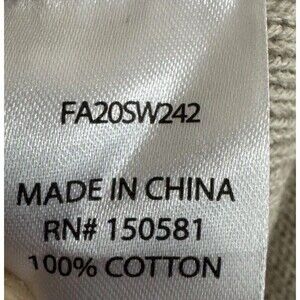 FA20SW242
MADE IN CHINA
RN# 150581
100% COTTON